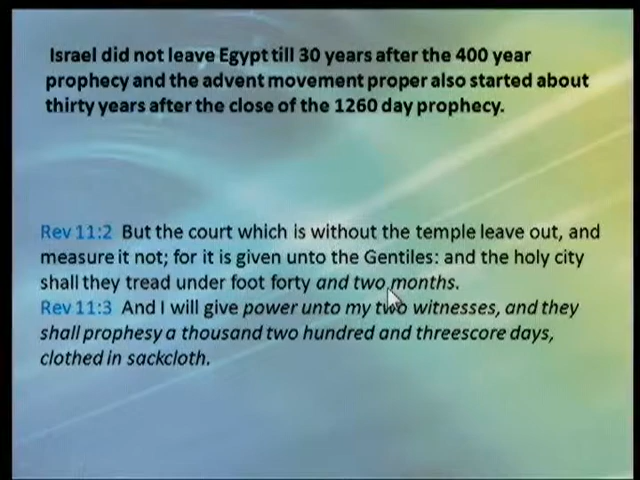 Israel did not leave Egypt till 30 years after the 400 year
prophecy and the advent movement proper also started about
thirty years after the close of the 1260 day prophecy.
Rev 11:2 But the court which is without the temple leave out, and
measure it not; for it is given unto the Gentiles: and the holy city
shall they tread under foot forty and two months.
Rev 11:3 And I will give power unto my two witnesses, and they
shall prophesy a thousand two hundred and threescore days,
clothed in sackcloth.